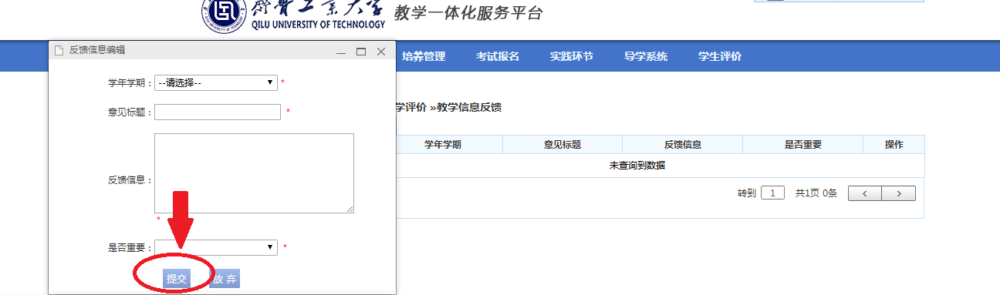 齐鲁工业大学
QILU UNIVERSITY OF TECHNOLOGY
教学一体化服务平台
培养管理 考试报名 实践环节 导学系统 学生评价
学评价 »教学信息反馈
学年学期 意见标题 反馈信息 是否重要 操作
未查询到数据
转到 1 共1页 0条 < >
反馈信息编辑
学年学期： --请选择-- *
意见标题： *
反馈信息：
*
是否重要： *
提交 放 弃